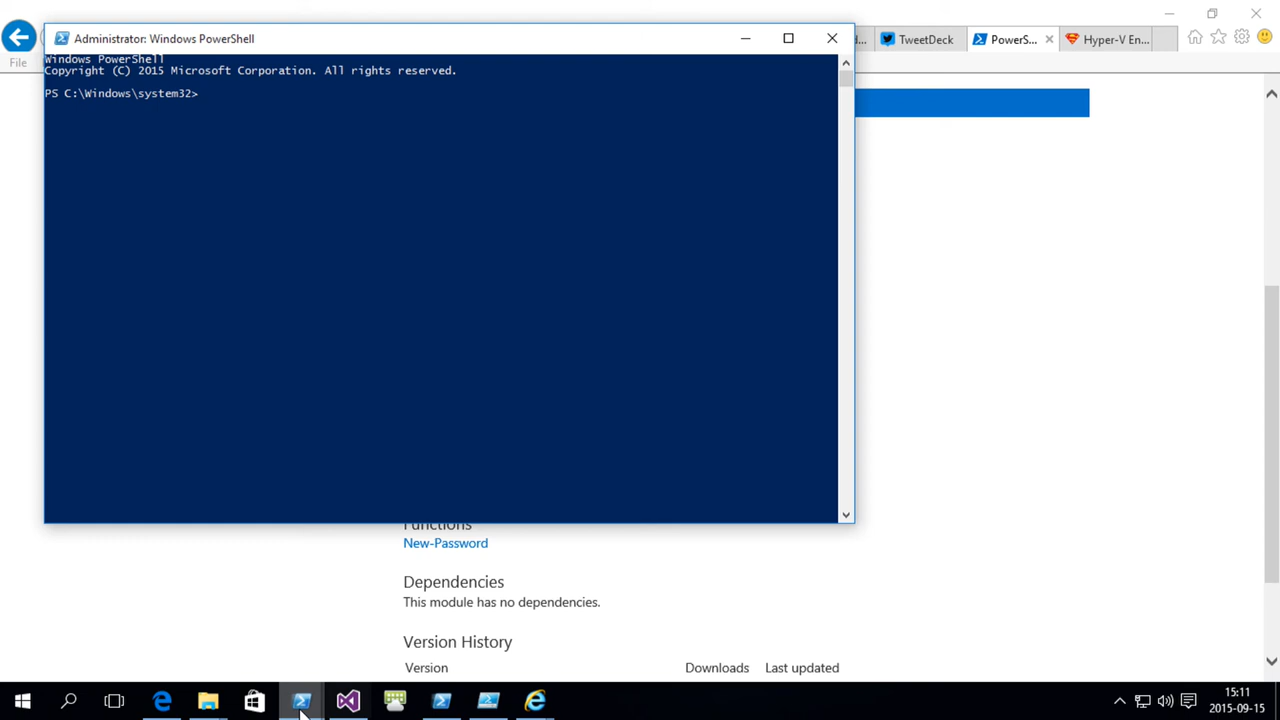 Administrator: Windows PowerShell
d...
TweetDeck
PowerS...
Hyper-V En...
File
Windows PowerShell
Copyright (C) 2015 Microsoft Corporation. All rights reserved.
PS C:\Windows\system32>
Functions
New-Password
Dependencies
This module has no dependencies.
Version History
Version
Downloads
Last updated
15:11
2015-09-15